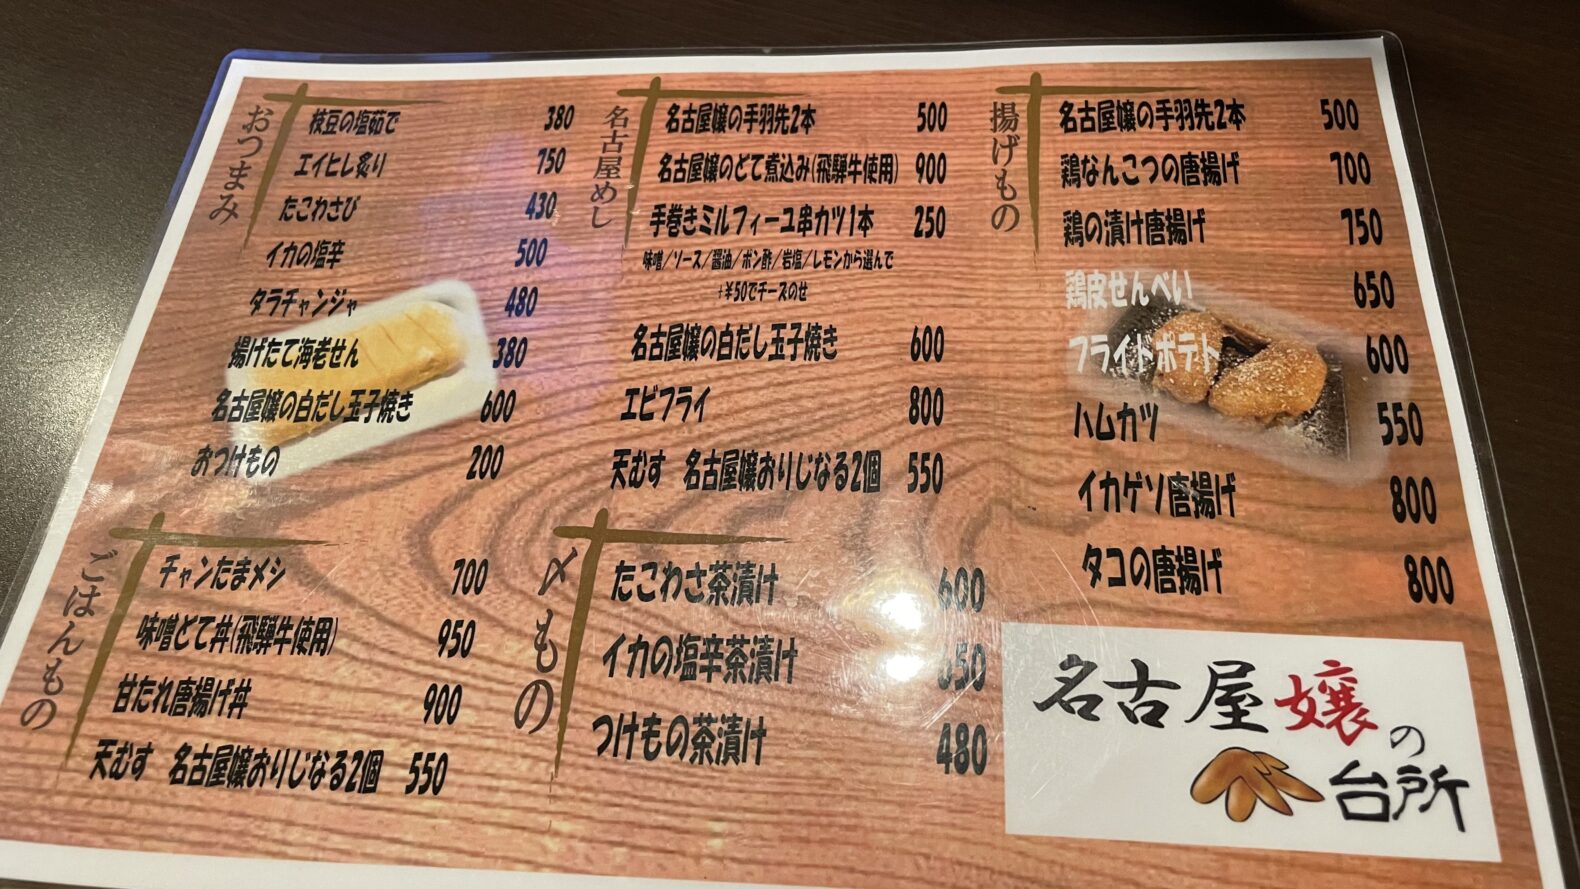 おつまみ
枝豆の塩茹で 380
エイヒレ炙り 750
たこわさび 430
イカの塩辛 500
タラチャンジャ 480
揚げたて海老せん 380
名古屋嬢の白だし玉子焼き 600
おつけもの 200
名古屋めし
名古屋嬢の手羽先2本 500
名古屋嬢のどて煮込み(飛騨牛使用) 900
手巻きミルフィーユ串カツ1本 250
味噌/ソース/醤油/ポン酢/岩塩/レモンから選んで
+¥50でチーズのせ
名古屋嬢の白だし玉子焼き 600
エビフライ 800
天むす 名古屋嬢おりじなる2個 550
揚げもの
名古屋嬢の手羽先2本 500
鶏なんこつの唐揚げ 700
鶏の漬け唐揚げ 750
鶏皮せんべい 650
フライドポテト 600
ハムカツ 550
イカゲソ唐揚げ 800
タコの唐揚げ 800
ごはんもの
チャンたまメシ 700
味噌どて丼(飛騨牛使用) 950
甘たれ唐揚げ丼 900
天むす 名古屋嬢おりじなる2個 550
〆もの
たこわさ茶漬け 600
イカの塩辛茶漬け
つけもの茶漬け 480
名古屋嬢の
台所